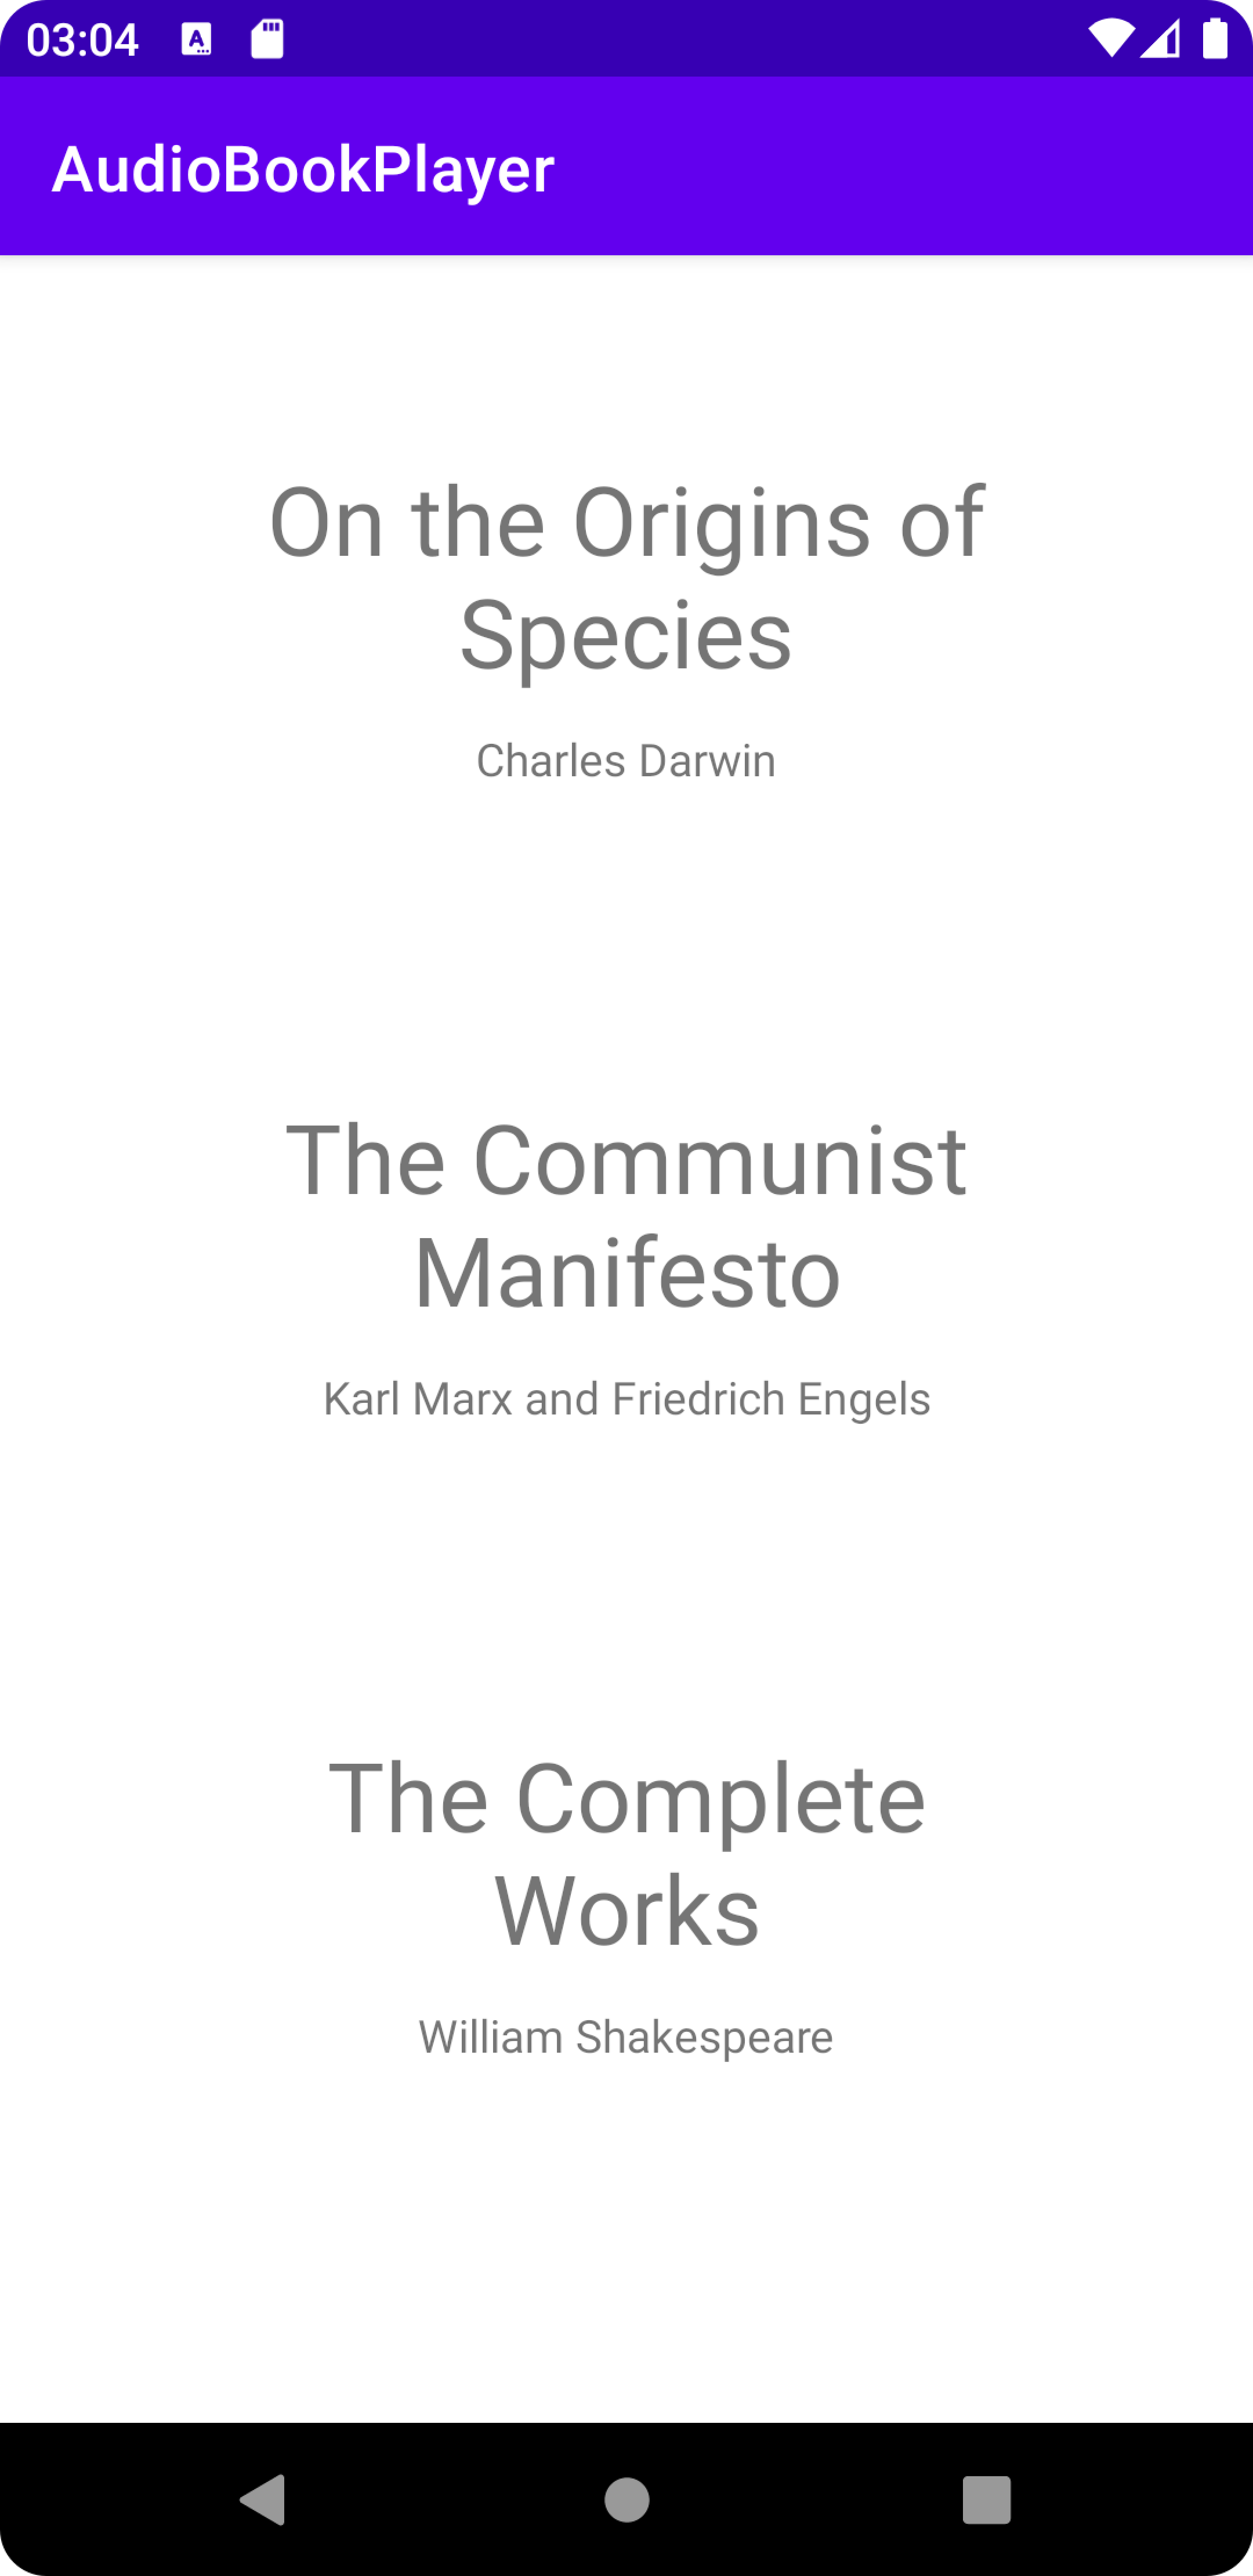 03:04
AudioBookPlayer
On the Origins of
Species
Charles Darwin
The Communist
Manifesto
Karl Marx and Friedrich Engels
The Complete
Works
William Shakespeare